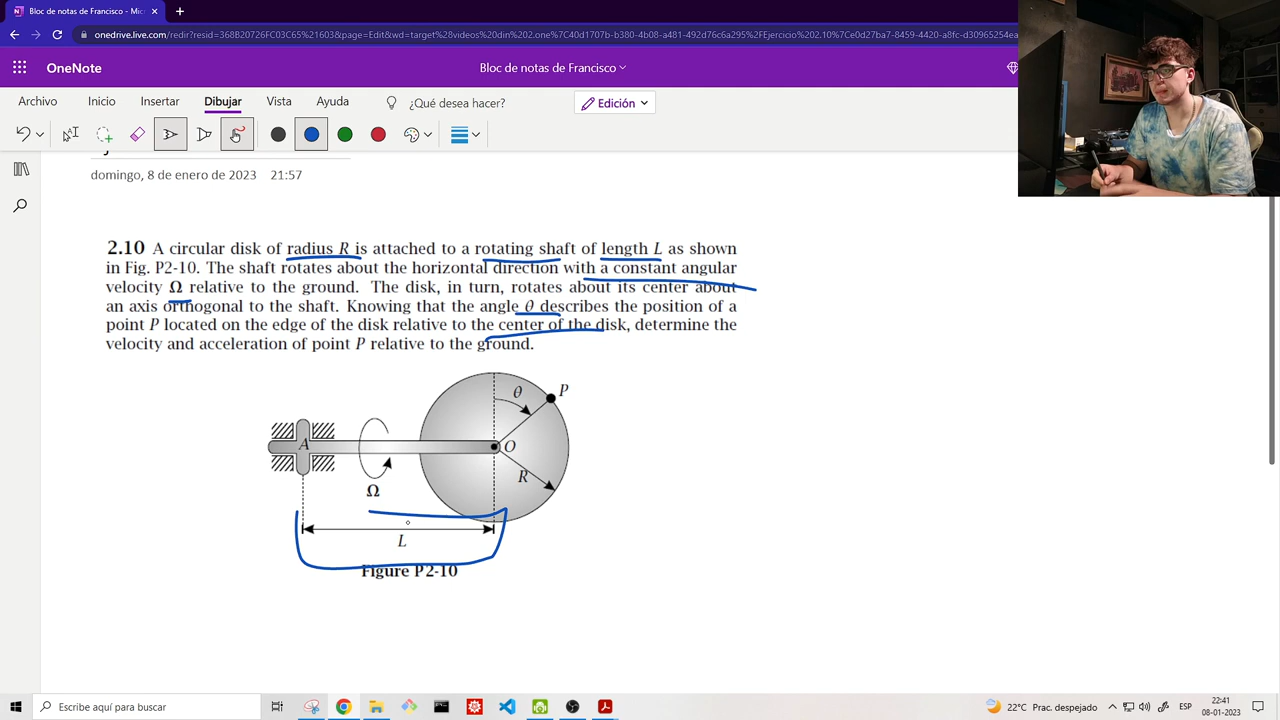 Bloc de notas de Francisco - Mic
onedrive.live.com/redir?resid=368B20726FC03C65%21603&page=Edit&wd=target%28videos%20din%202.one%7C40d1707b-b380-4b08-a481-492d76c6a295%2FEjercicio%202.10%7Ce0d27ba7-8459-4420-a8fc-d30965254ea
OneNote
Bloc de notas de Francisco
Archivo Inicio Insertar Dibujar Vista Ayuda ¿Qué desea hacer? Edición
domingo, 8 de enero de 2023 21:57
2.10 A circular disk of radius R is attached to a rotating shaft of length L as shown
in Fig. P2-10. The shaft rotates about the horizontal direction with a constant angular
velocity Ω relative to the ground. The disk, in turn, rotates about its center about
an axis orthogonal to the shaft. Knowing that the angle θ describes the position of a
point P located on the edge of the disk relative to the center of the disk, determine the
velocity and acceleration of point P relative to the ground.
θ P
A O
R
Ω
L
Figure P2-10
Escribe aquí para buscar
22°C Prac. despejado
ESP
22:41
08-01-2023